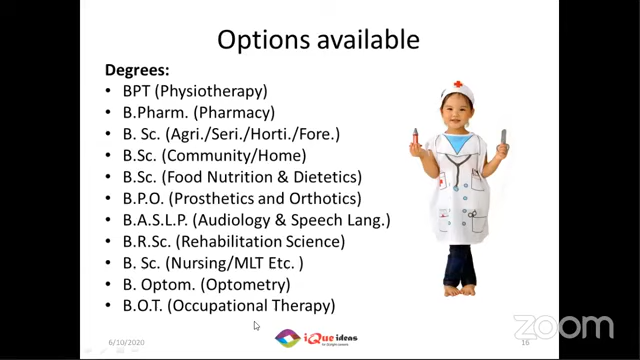 Options available
Degrees:
• BPT (Physiotherapy)
• B.Pharm. (Pharmacy)
• B. Sc. (Agri./Seri./Horti./Fore.)
• B.Sc. (Community/Home)
• B.Sc. (Food Nutrition & Dietetics)
• B.P.O. (Prosthetics and Orthotics)
• B.A.S.L.P. (Audiology & Speech Lang.)
• B.R.Sc. (Rehabilitation Science)
• B. Sc. (Nursing/MLT Etc. )
• B. Optom. (Optometry)
• B.O.T. (Occupational Therapy)
6/10/2020
iQue ideas
16
zoom